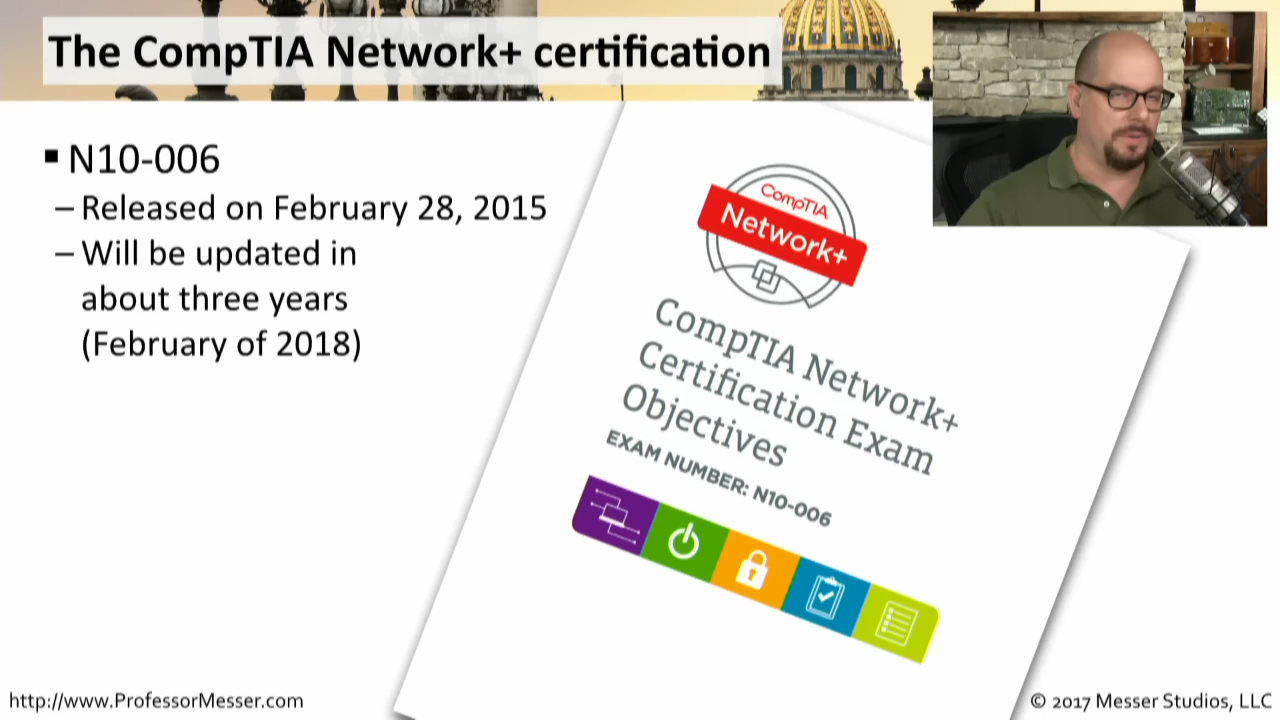 The CompTIA Network+ certification
▪ N10-006
– Released on February 28, 2015
– Will be updated in
about three years
(February of 2018)
CompTIA
Network+
CompTIA Network+
Certification Exam
Objectives
EXAM NUMBER: N10-006
http://www.ProfessorMesser.com
© 2017 Messer Studios, LLC